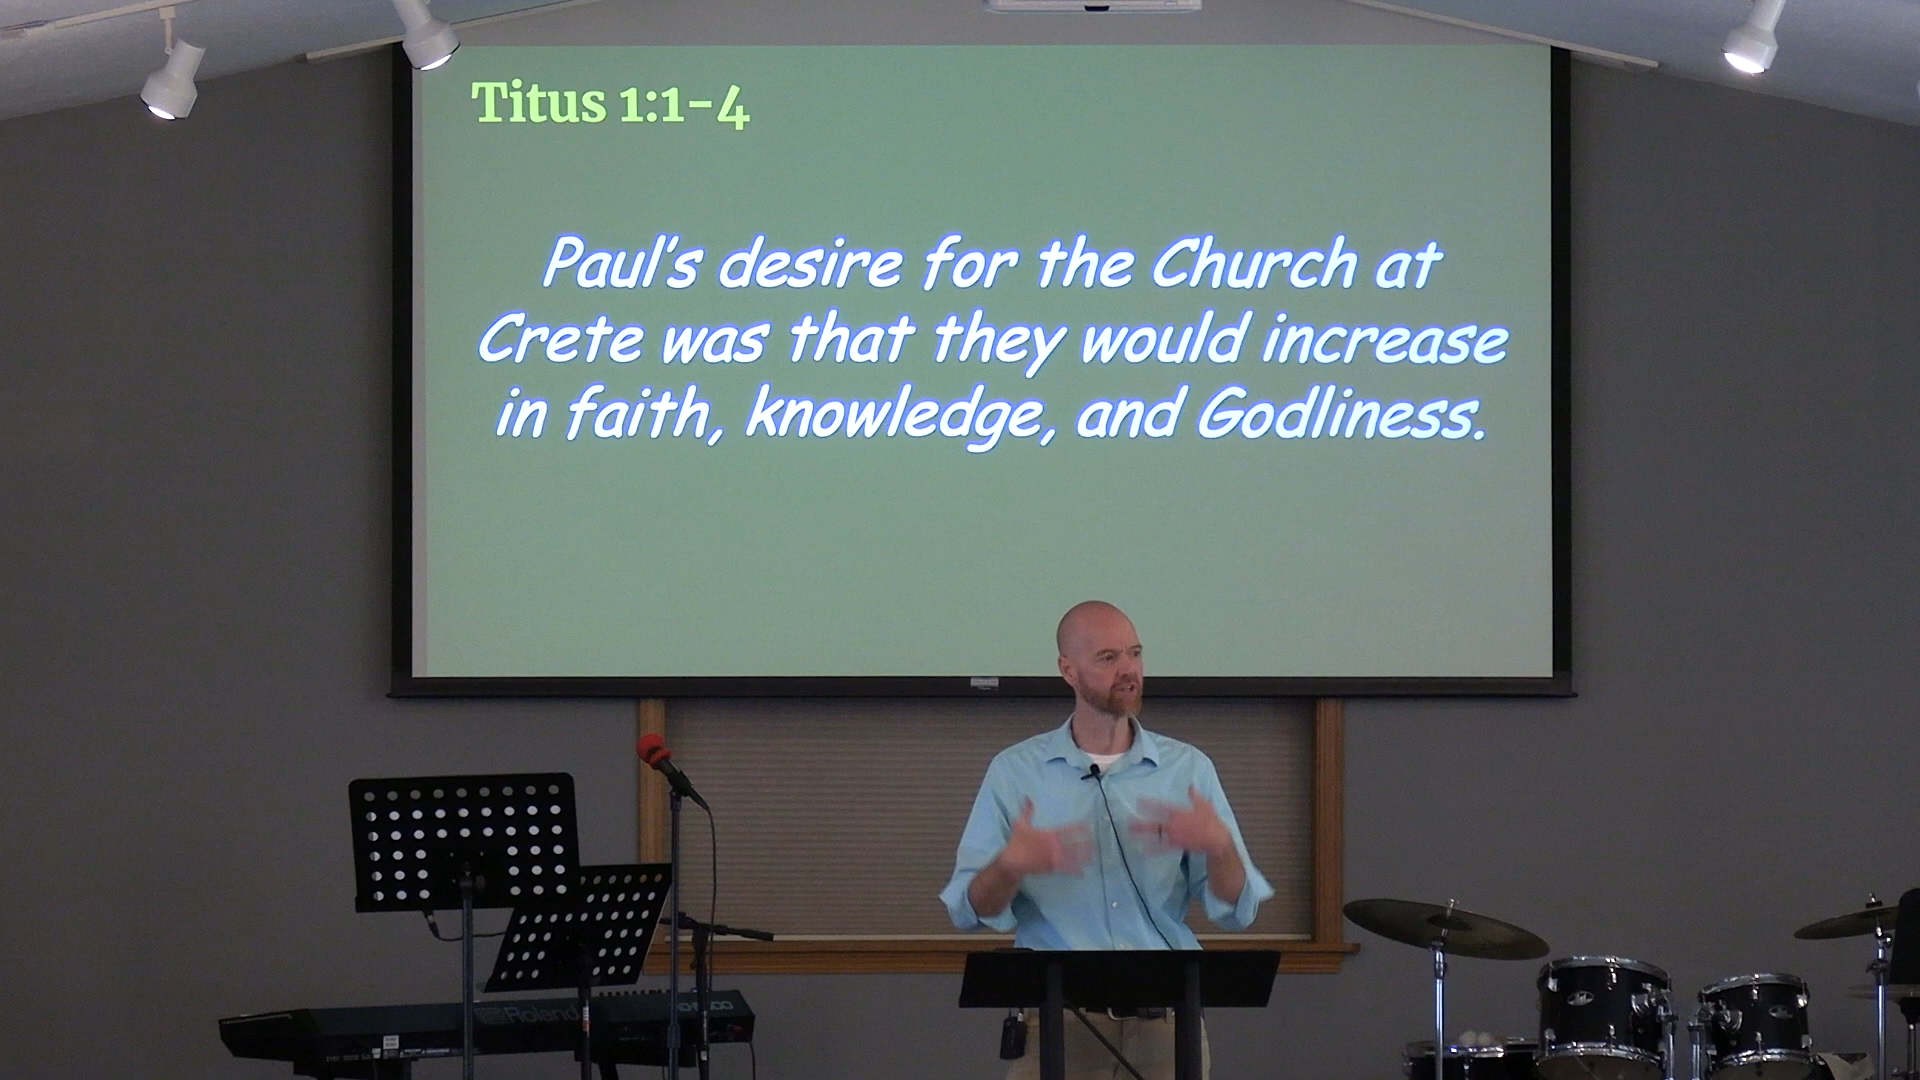 Titus 1:1-4
Paul's desire for the Church at
Crete was that they would increase
in faith, knowledge, and Godliness.
Roland